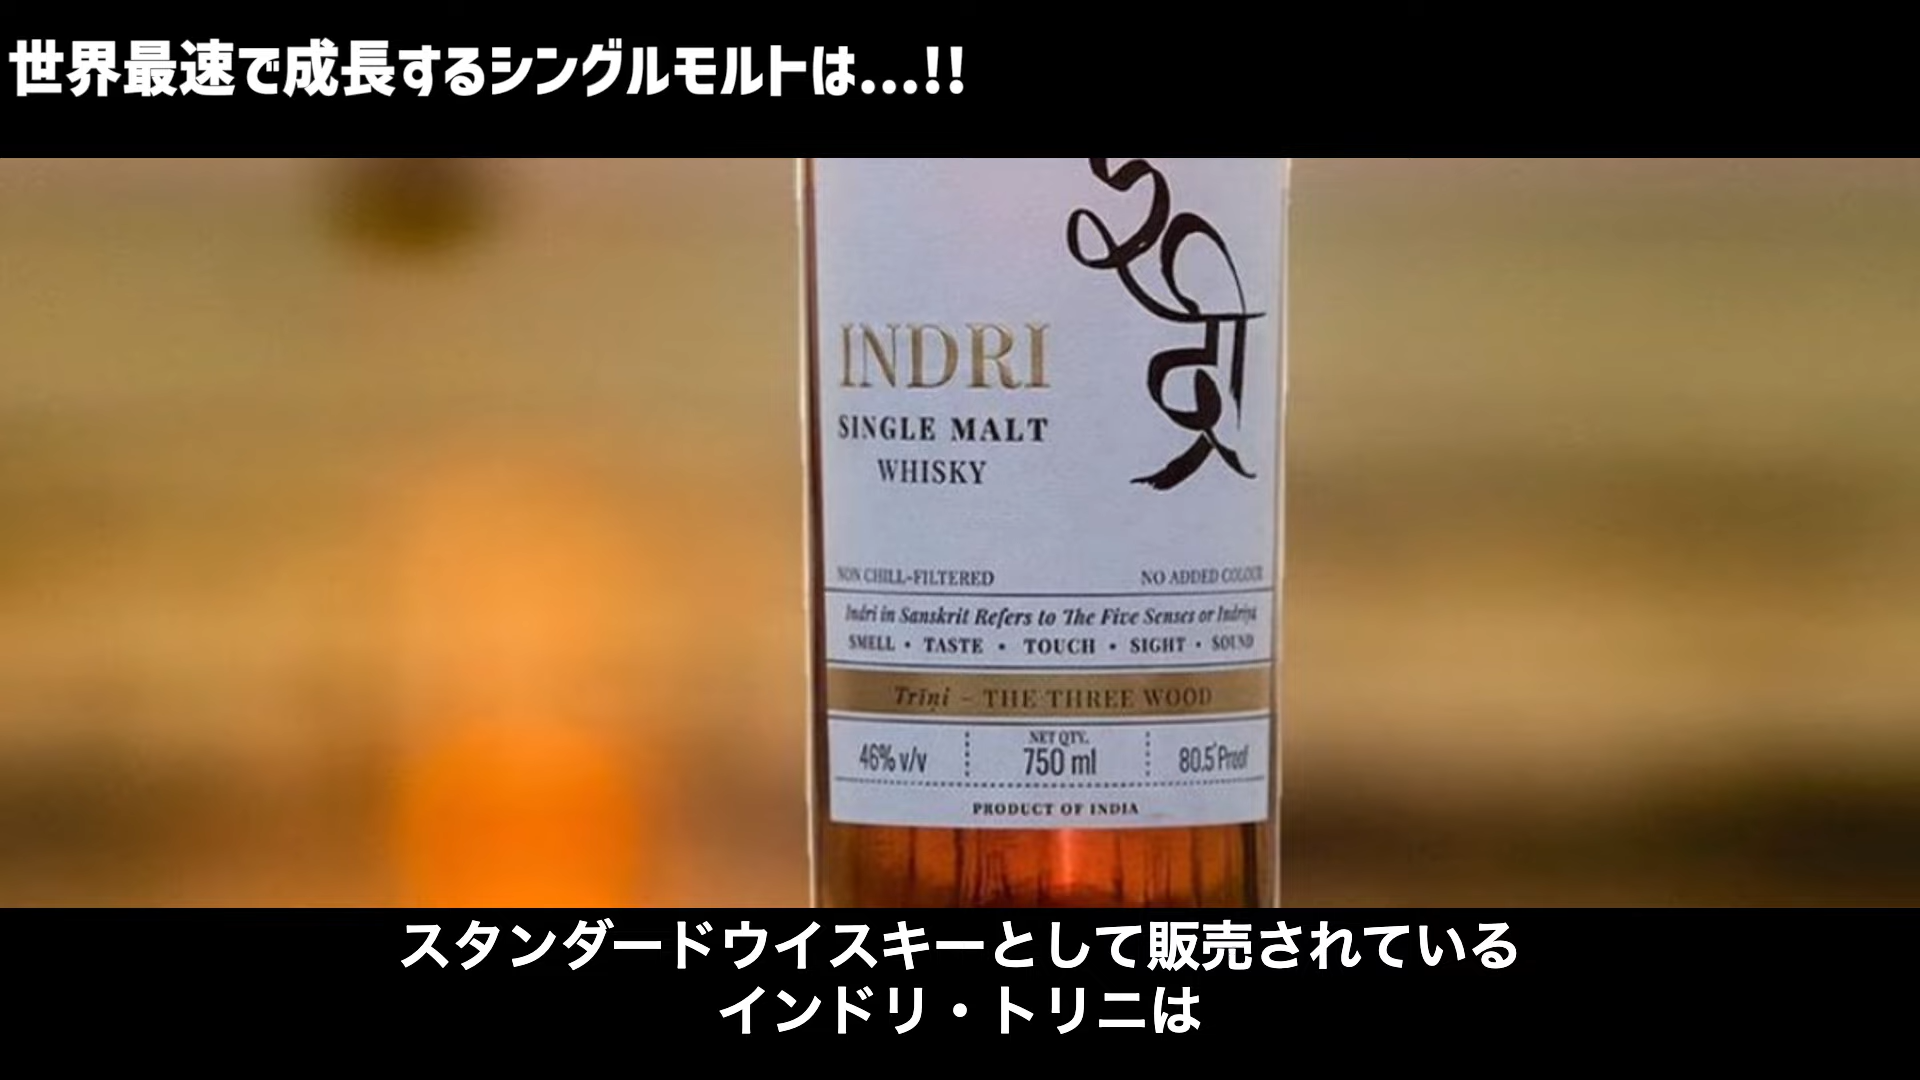 世界最速で成長するシングルモルトは...!!
इन्द्री
INDRI
SINGLE MALT
WHISKY
NON CHILL-FILTERED
NO ADDED COLOUR
Indri in Sanskrit Refers to The Five Senses or Indriya
SMELL • TASTE • TOUCH • SIGHT • SOUND
Trīṇi - THE THREE WOOD
46% v/v
NET QTY.
750 ml
80.5°Proof
PRODUCT OF INDIA
スタンダードウイスキーとして販売されている
インドリ・トリニは